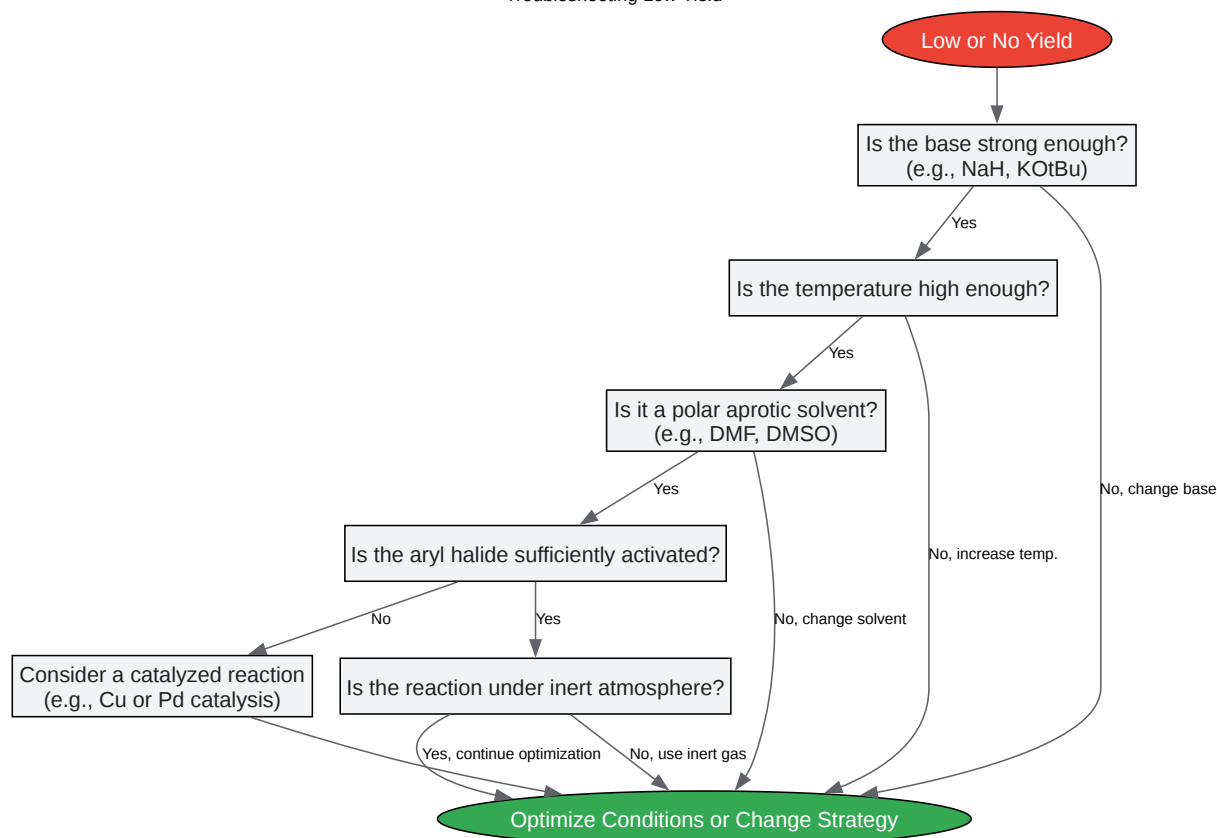 Troubleshooting Low Yield
Low or No Yield
Is the base strong enough?
(e.g., NaH, KOtBu)
Yes
Is the temperature high enough?
Yes
Is it a polar aprotic solvent?
(e.g., DMF, DMSO)
Yes
No, change base
Is the aryl halide sufficiently activated?
No, increase temp.
No
Yes
No, change solvent
Consider a catalyzed reaction
(e.g., Cu or Pd catalysis)
Is the reaction under inert atmosphere?
Yes, continue optimization
No, use inert gas
Optimize Conditions or Change Strategy